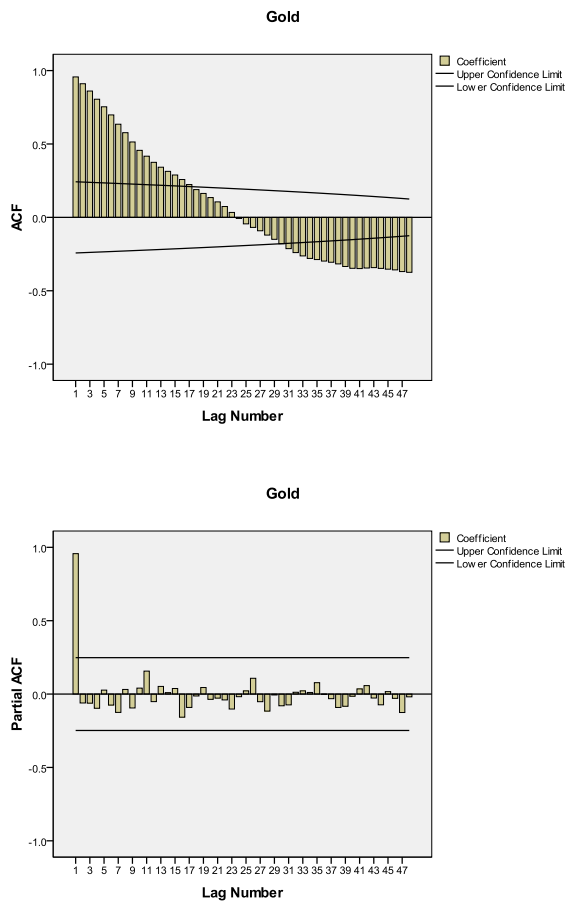 Gold
1.0
0.5
0.0
-0.5
-1.0
ACF
1 3 5 7 9 11 13 15 17 19 21 23 25 27 29 31 33 35 37 39 41 43 45 47
Lag Number
Coefficient
Upper Confidence Limit
Lower Confidence Limit
Gold
1.0
0.5
0.0
-0.5
-1.0
Partial ACF
1 3 5 7 9 11 13 15 17 19 21 23 25 27 29 31 33 35 37 39 41 43 45 47
Lag Number
Coefficient
Upper Confidence Limit
Lower Confidence Limit